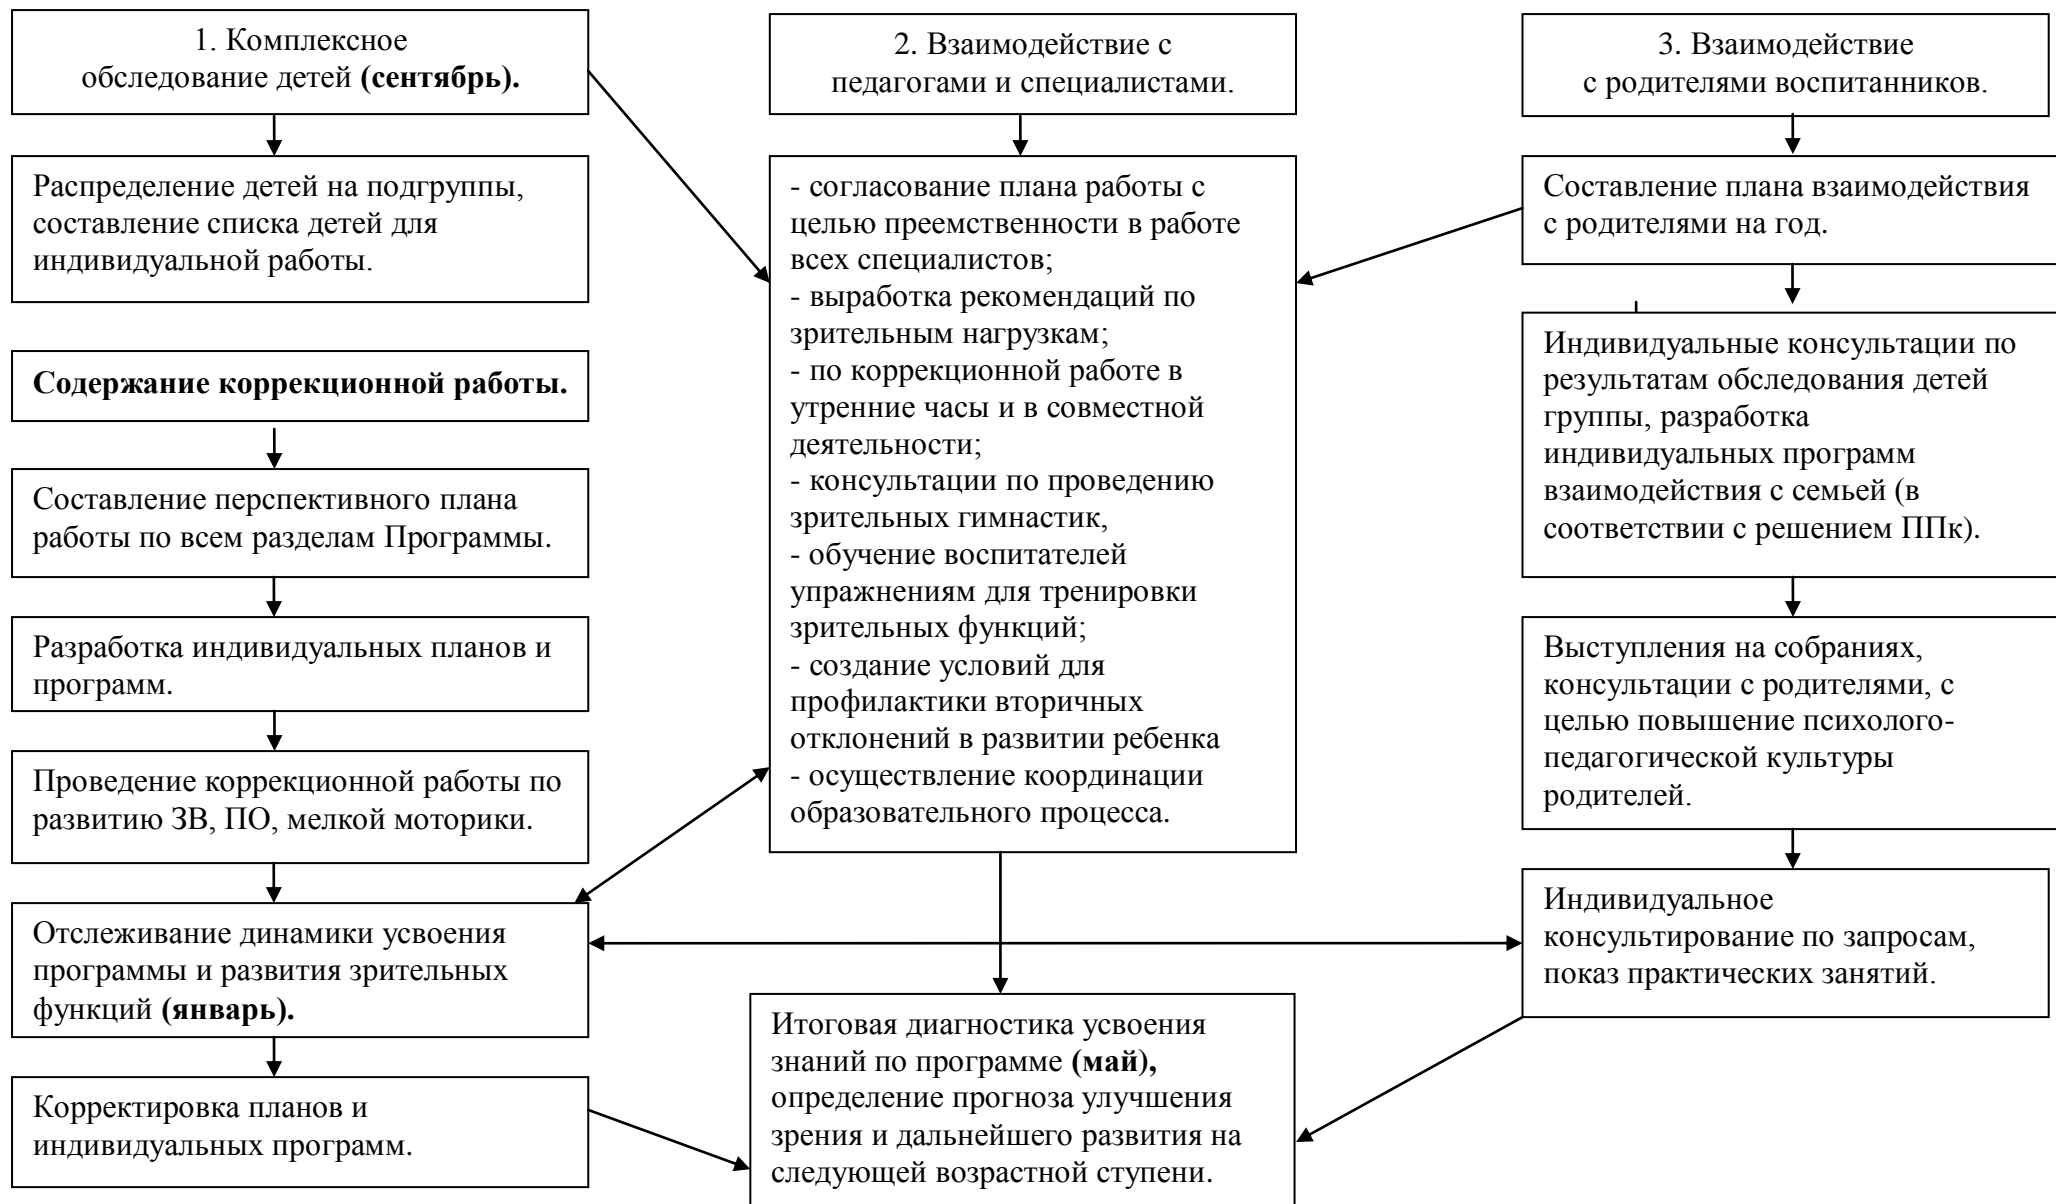 1. Комплексное
обследование детей (сентябрь).
Распределение детей на подгруппы,
составление списка детей для
индивидуальной работы.
Содержание коррекционной работы.
Составление перспективного плана
работы по всем разделам Программы.
Разработка индивидуальных планов и
программ.
Проведение коррекционной работы по
развитию ЗВ, ПО, мелкой моторики.
Отслеживание динамики усвоения
программы и развития зрительных
функций (январь).
Корректировка планов и
индивидуальных программ.
2. Взаимодействие с
педагогами и специалистами.
- согласование плана работы с
целью преемственности в работе
всех специалистов;
- выработка рекомендаций по
зрительным нагрузкам;
- по коррекционной работе в
утренние часы и в совместной
деятельности;
- консультации по проведению
зрительных гимнастик,
- обучение воспитателей
упражнениям для тренировки
зрительных функций;
- создание условий для
профилактики вторичных
отклонений в развитии ребенка
- осуществление координации
образовательного процесса.
Итоговая диагностика усвоения
знаний по программе (май),
определение прогноза улучшения
зрения и дальнейшего развития на
следующей возрастной ступени.
3. Взаимодействие
с родителями воспитанников.
Составление плана взаимодействия
с родителями на год.
Индивидуальные консультации по
результатам обследования детей
группы, разработка
индивидуальных программ
взаимодействия с семьей (в
соответствии с решением ППк).
Выступления на собраниях,
консультации с родителями, с
целью повышение психолого-
педагогической культуры
родителей.
Индивидуальное
консультирование по запросам,
показ практических занятий.